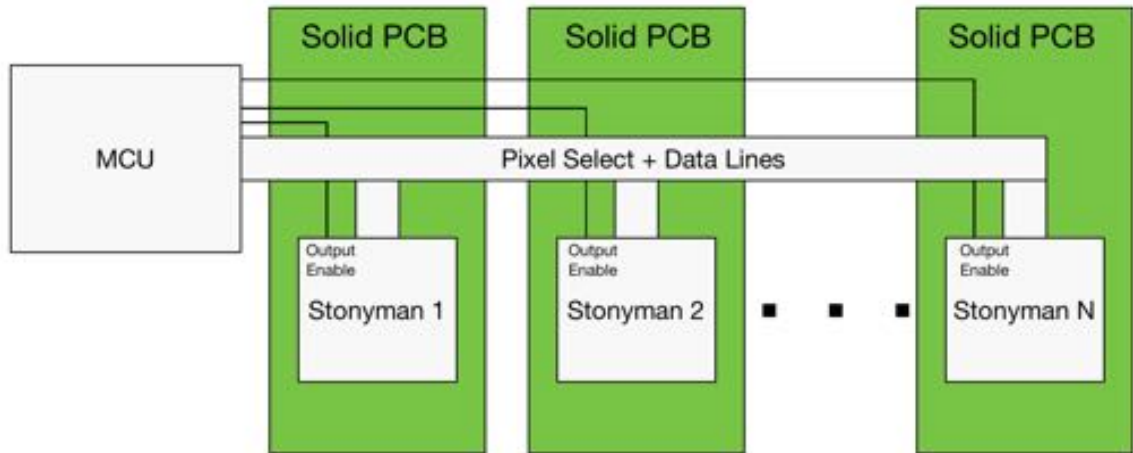 Solid PCB
Solid PCB
Solid PCB
MCU
Pixel Select + Data Lines
Output
Enable
Stonyman 1
Output
Enable
Stonyman 2
Output
Enable
Stonyman N